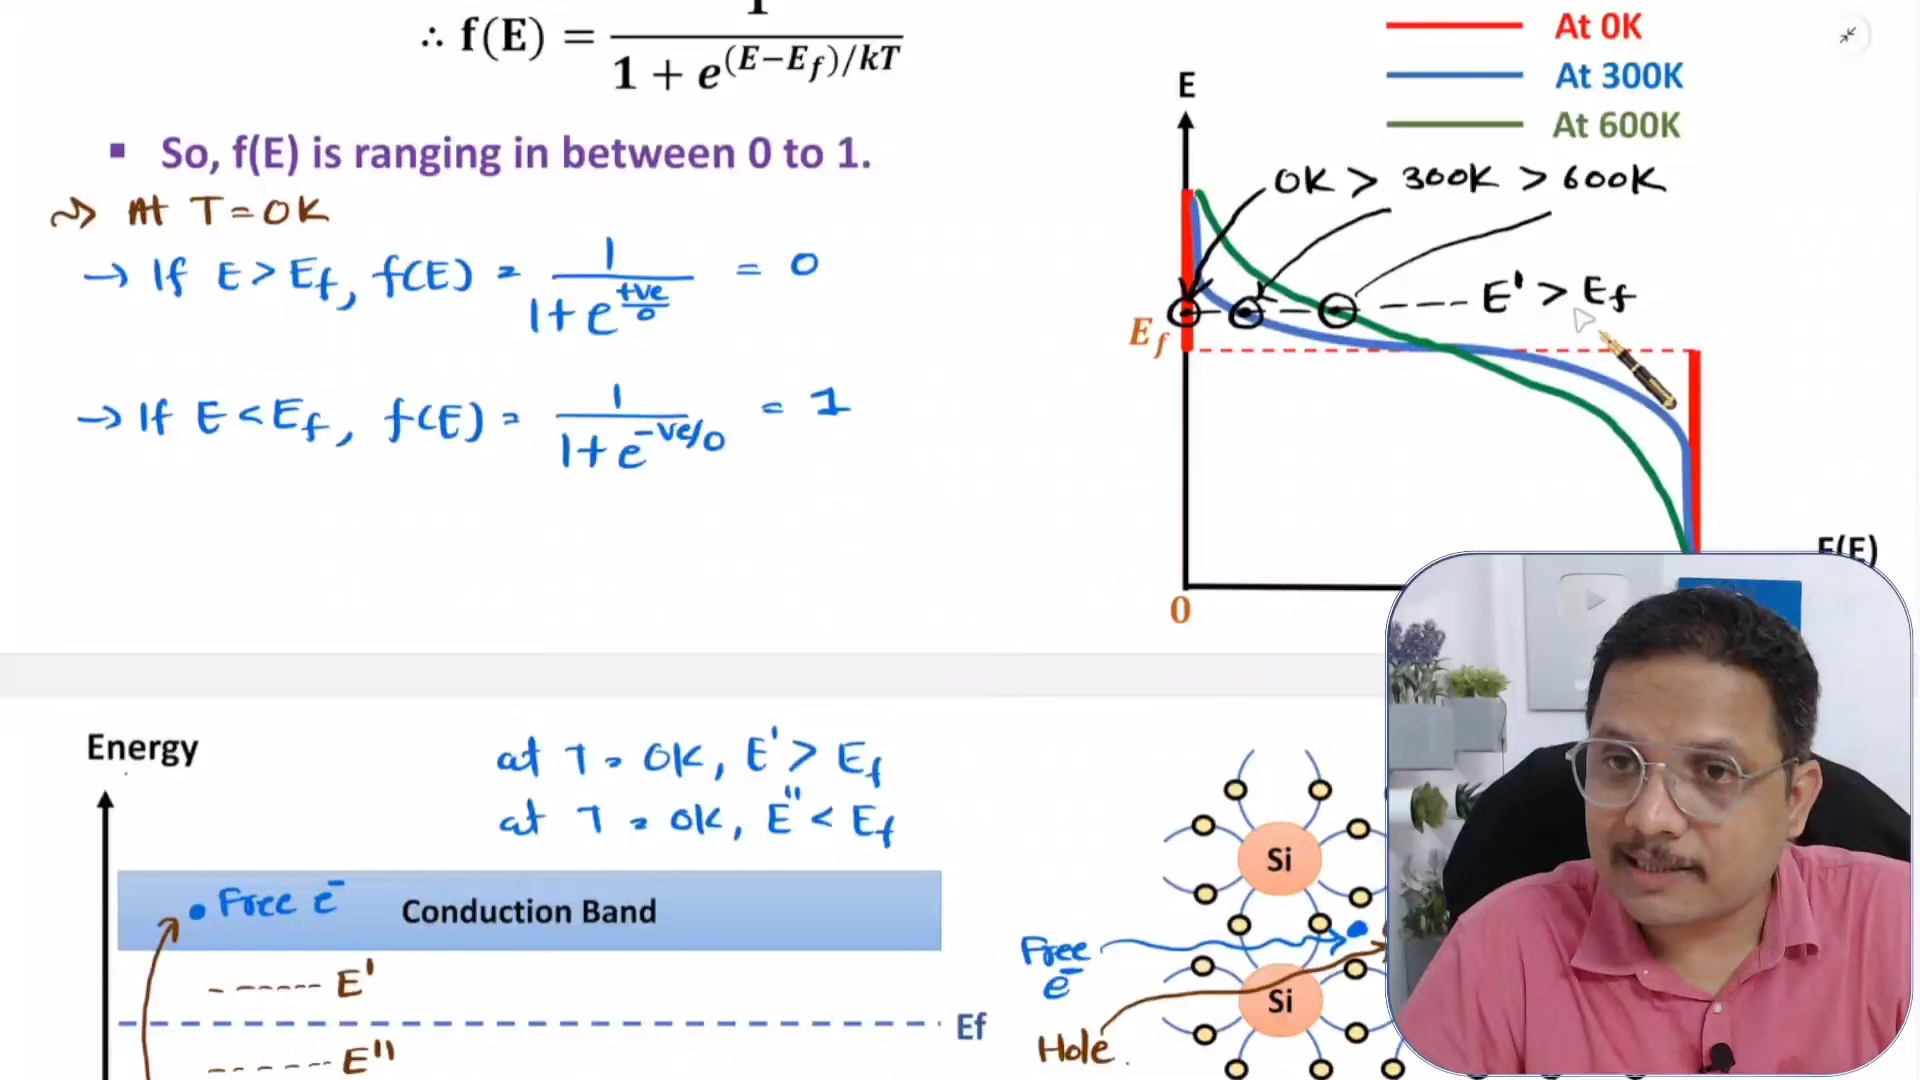 ∴ f(E) = 1 / 1 + e^(E−E_f)/kT
▪ So, f(E) is ranging in between 0 to 1.
At T = 0K
→ If E > Ef, f(E) = 1 / 1 + e^(+ve/0) = 0
→ If E < Ef, f(E) = 1 / 1 + e^(-ve/0) = 1
At 0K
At 300K
At 600K
E
0K > 300K > 600K
E' > Ef
E_f
F(E)
0
Energy
at T = 0K, E' > Ef
at T = 0K, E'' < Ef
Free e⁻
Conduction Band
E'
Ef
E''
Si
Free
e⁻
Si
Hole